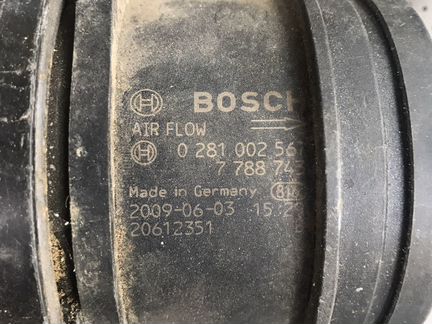 BOSCH
AIR FLOW
0 281 002 56
7 788 74
Made in Germany
2009-06-03 15:2
20612351